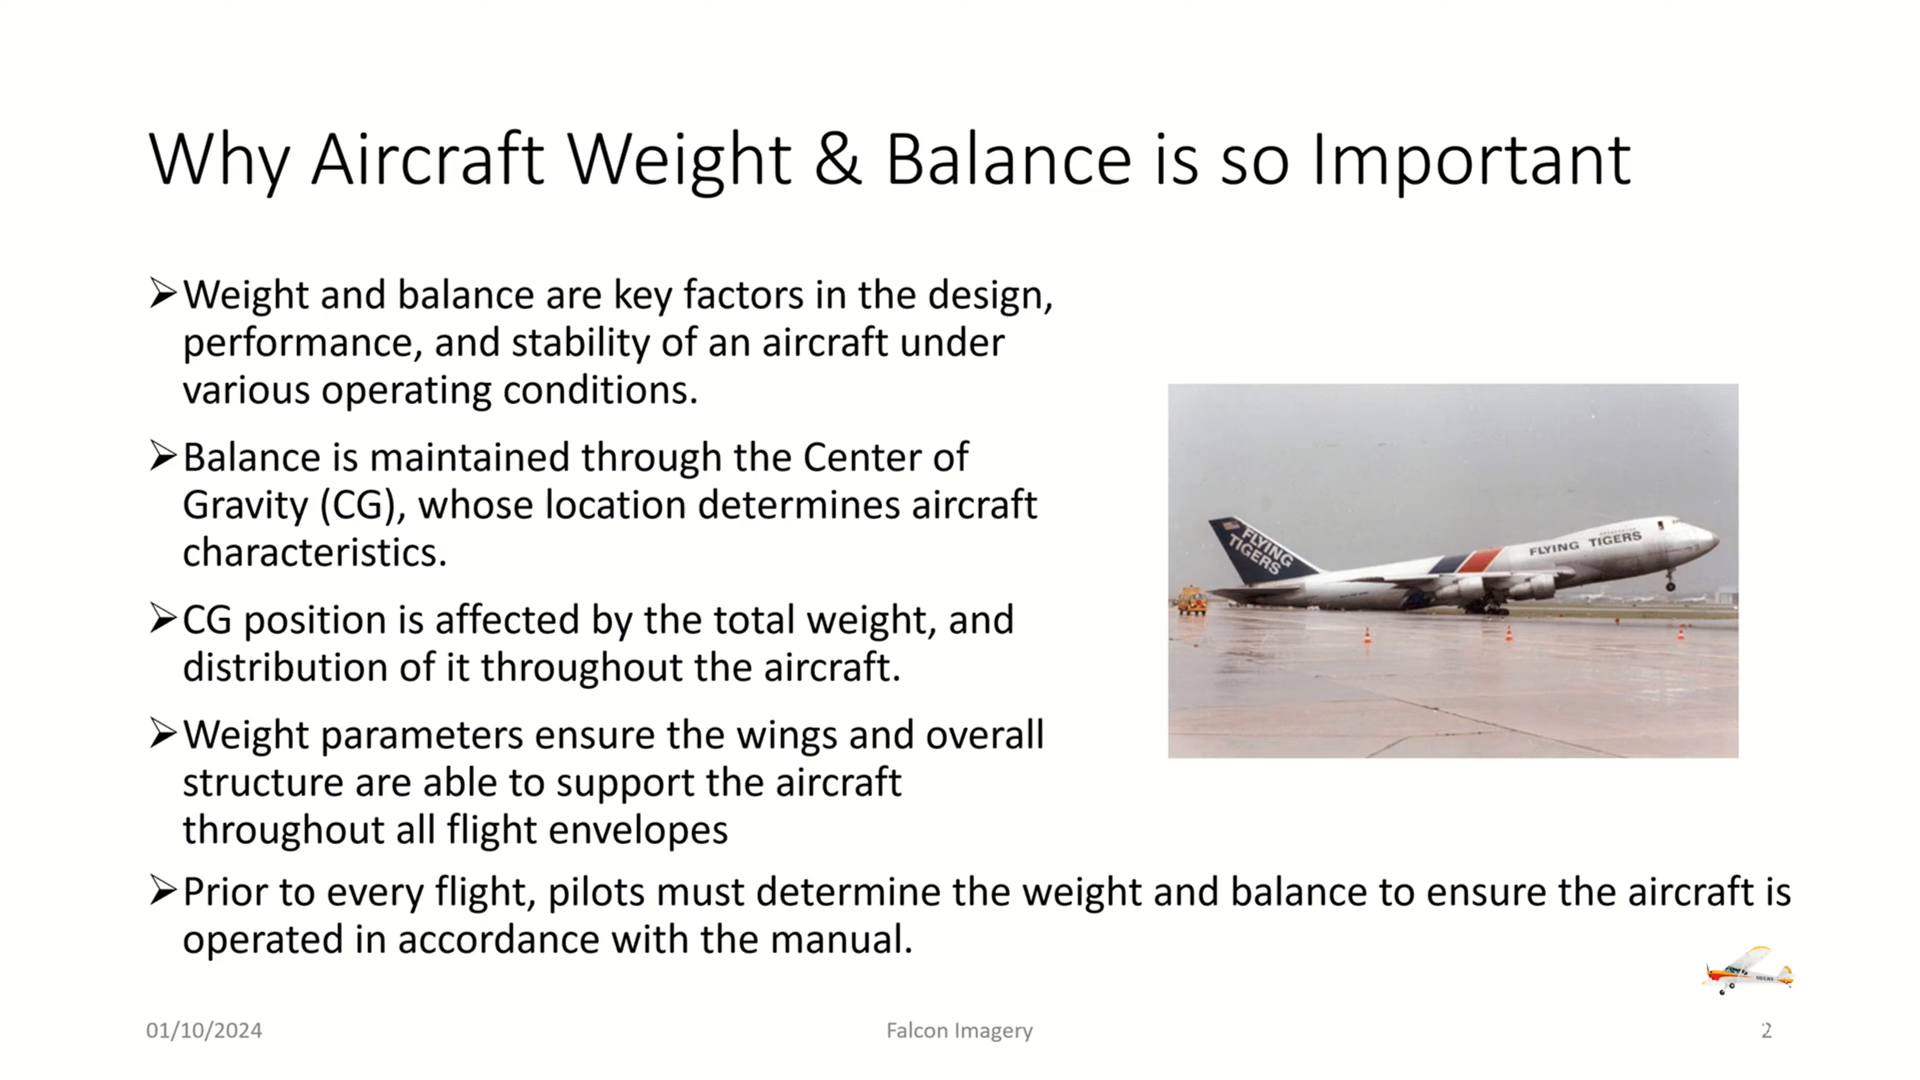 Why Aircraft Weight & Balance is so Important
➢Weight and balance are key factors in the design,
performance, and stability of an aircraft under
various operating conditions.
➢Balance is maintained through the Center of
Gravity (CG), whose location determines aircraft
characteristics.
➢CG position is affected by the total weight, and
distribution of it throughout the aircraft.
➢Weight parameters ensure the wings and overall
structure are able to support the aircraft
throughout all flight envelopes
FLYING
TIGERS
FLYING TIGERS
➢Prior to every flight, pilots must determine the weight and balance to ensure the aircraft is
operated in accordance with the manual.
01/10/2024
Falcon Imagery
2